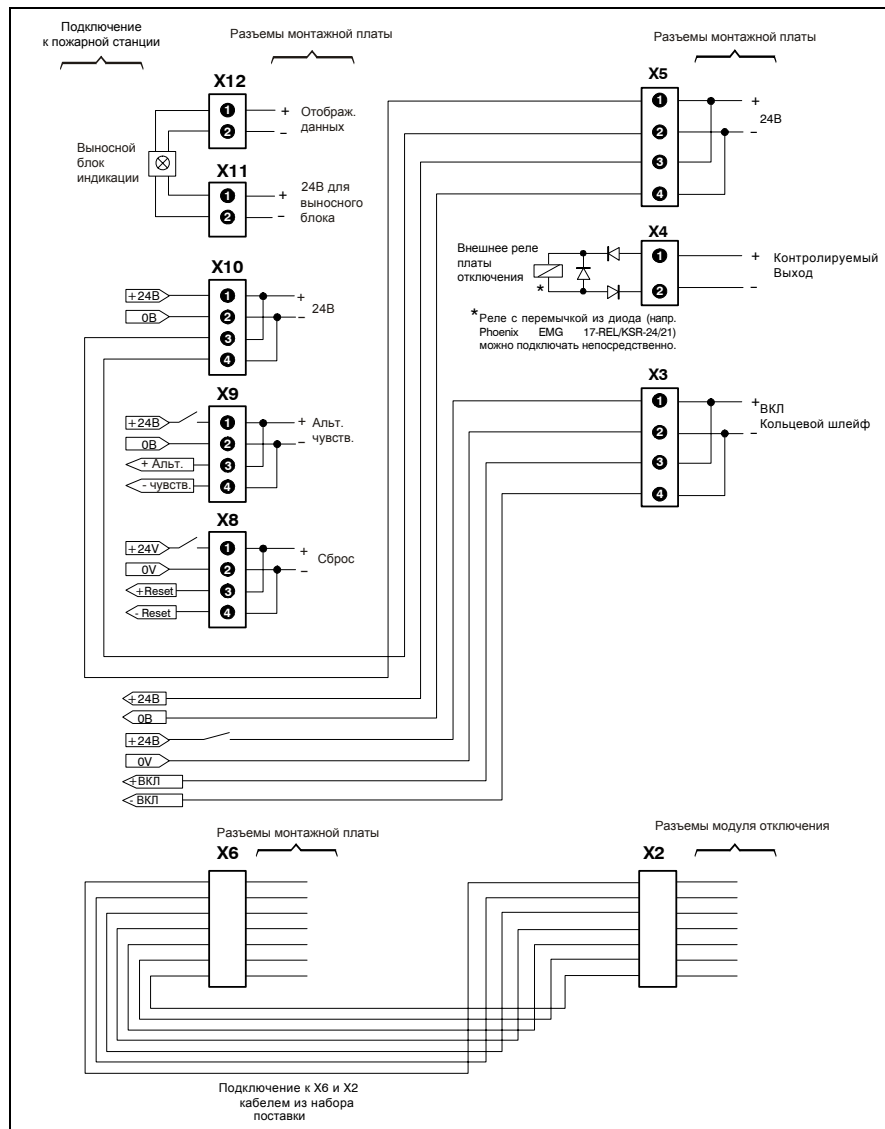 Подключение
к пожарной станции
Разъемы монтажной платы
Разъемы монтажной платы
X12
1 + Отображ.
2 – данных
Выносной
блок
индикации
X11
1 + 24В для
2 – выносного
блока
X10
+24В 1 +
0В 2 – 24В
3
4
X9
+24В 1 + Альт.
0В 2 – чувств.
+ Альт. 3
- чувств. 4
X8
+24V 1 +
0V 2 – Сброс
+Reset 3
- Reset 4
X5
1 +
24В
2 –
3
4
X4
Внешнее реле
платы
отключения
*
1 + Контролируемый
2 – Выход
*Реле с перемычкой из диода (напр.
Phoenix EMG 17-REL/KSR-24/21)
можно подключать непосредственно.
X3
1 + ВКЛ
2 – Кольцевой шлейф
3
4
+24В
0В
+24В
0V
+ВКЛ
- ВКЛ
Разъемы монтажной платы
X6
Разъемы модуля отключения
X2
Подключение к X6 и X2
кабелем из набора
поставки